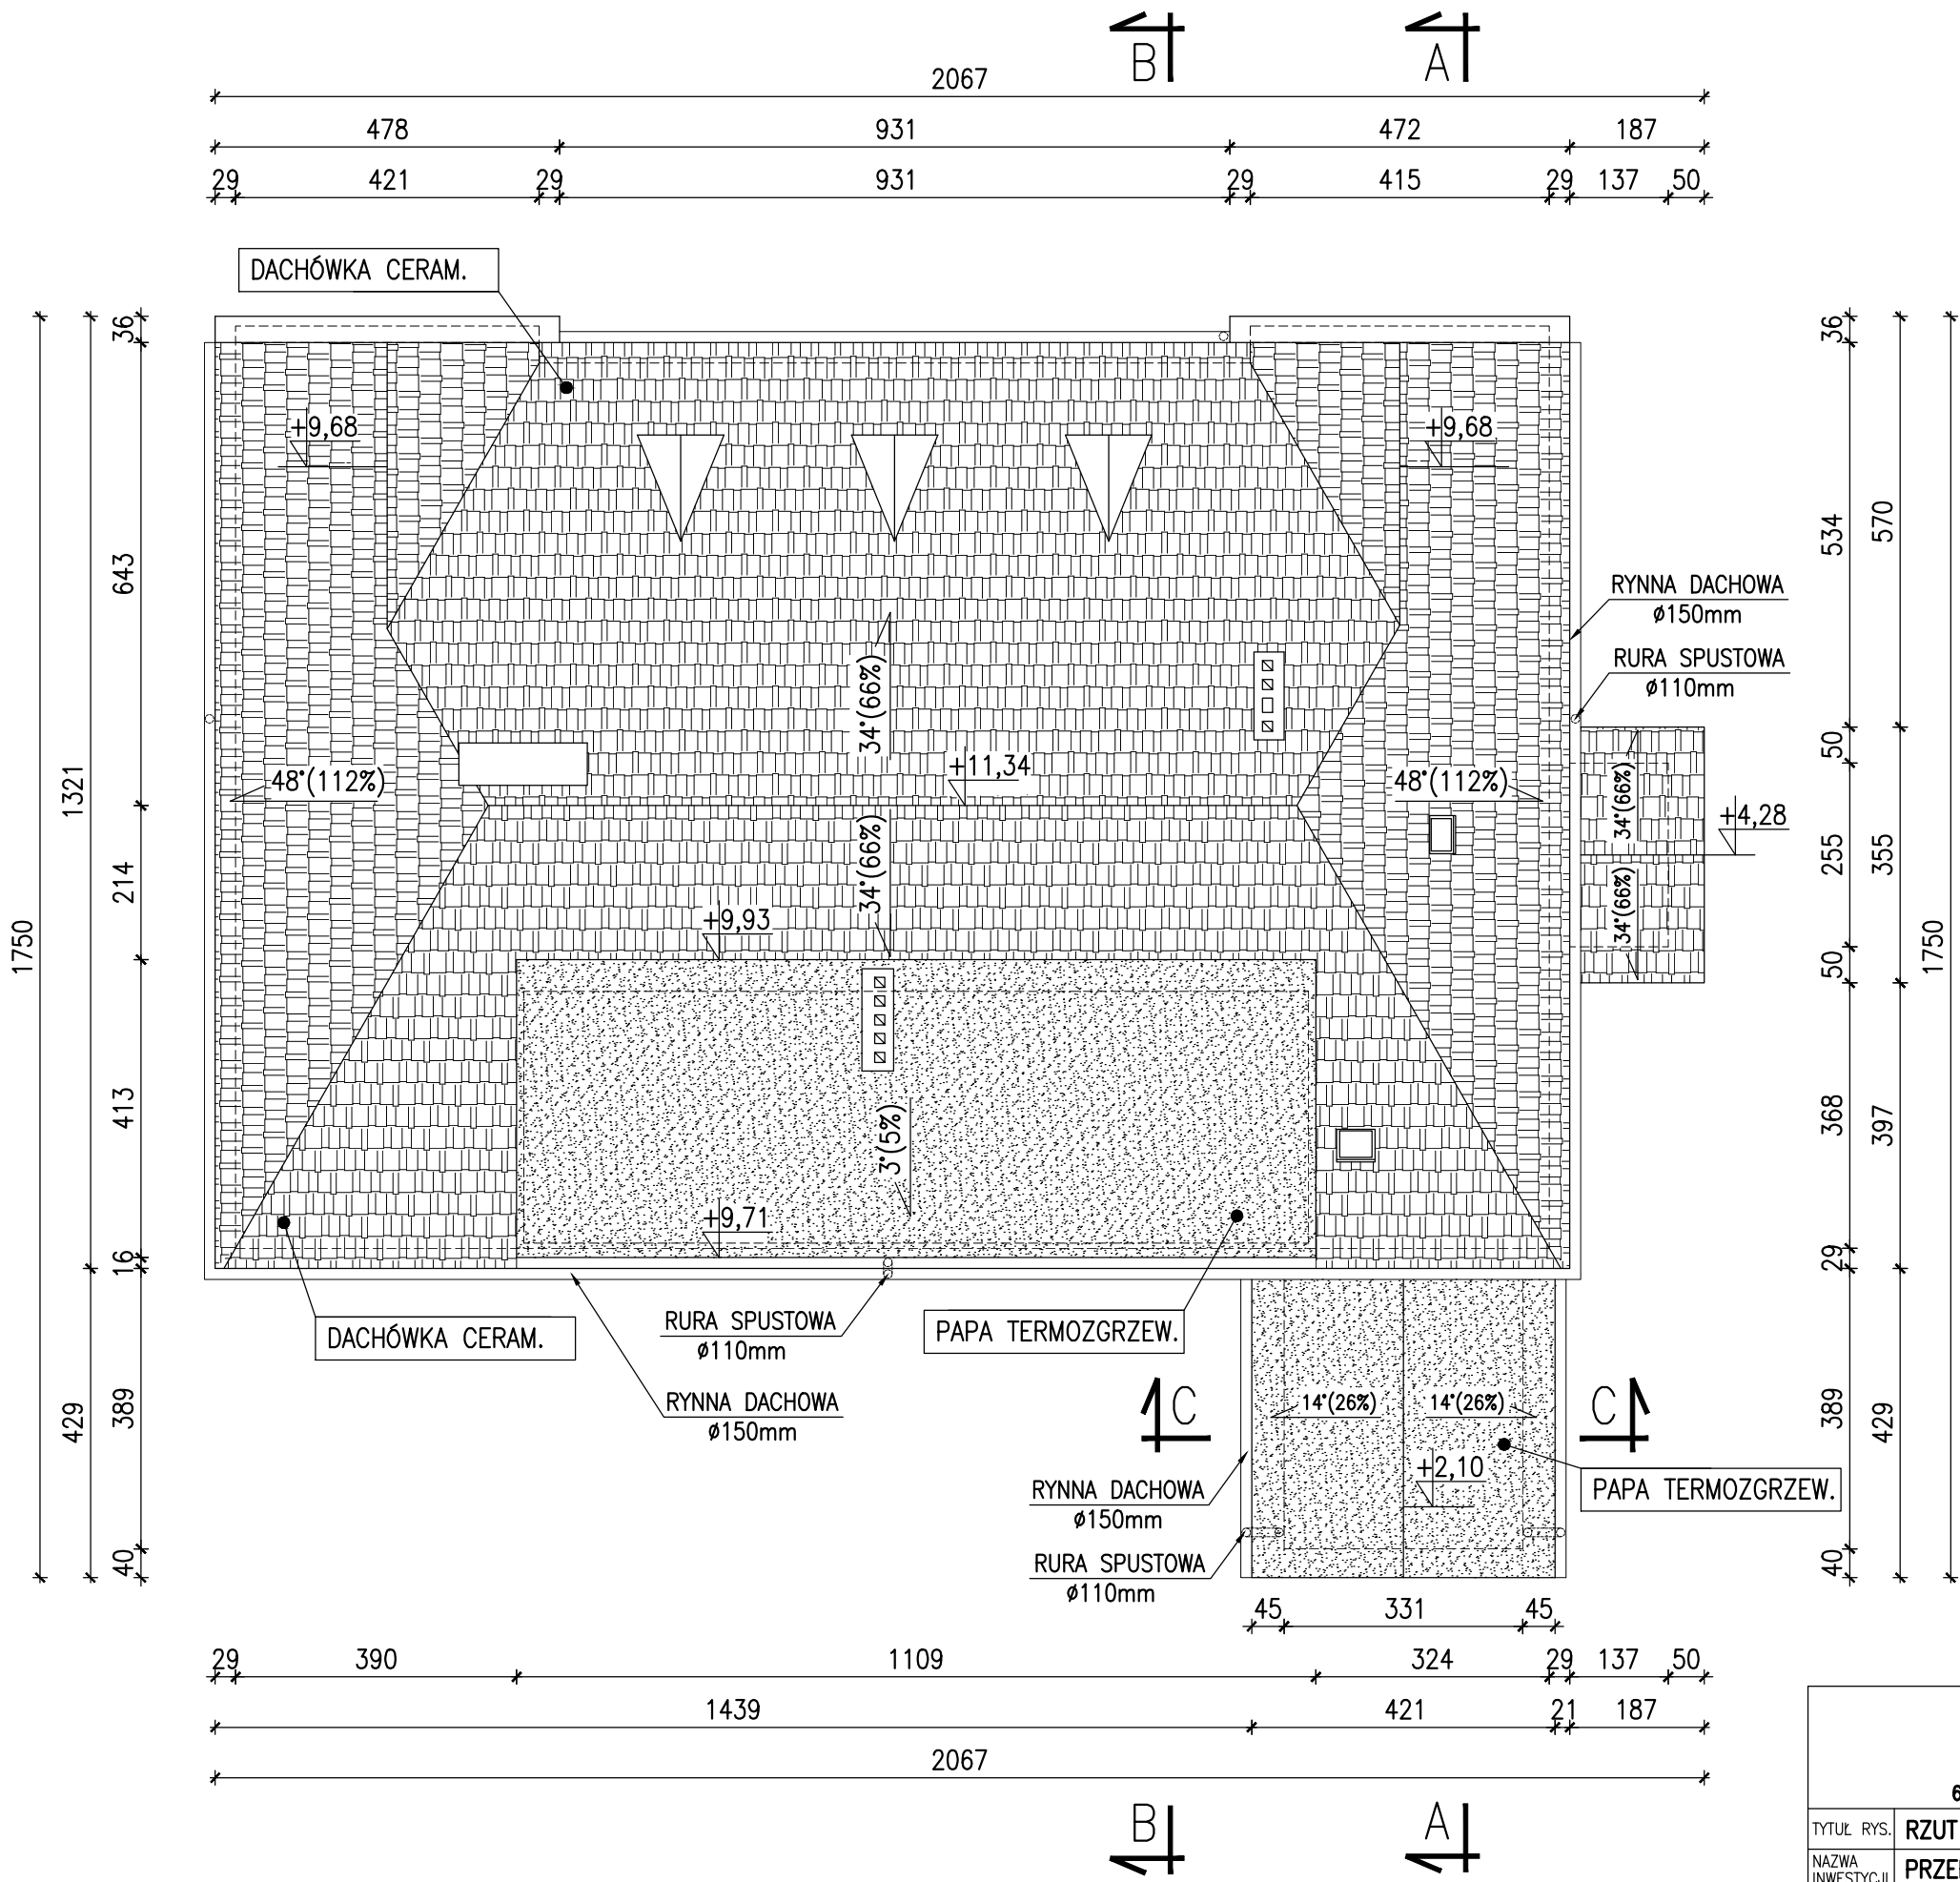 B
A
2067
478 931 472 187
29 421 29 931 29 415 29 137 50
DACHÓWKA CERAM.
36
36
+9,68
+9,68
643
534
570
RYNNA DACHOWA
ø150mm
RURA SPUSTOWA
ø110mm
34°(66%)
50
+11,34
48°(112%)
48°(112%)
34°(66%)
+4,28
1321
214
34°(66%)
255
355
34°(66%)
+9,93
1750
1750
50
413
3°(5%)
368
397
+9,71
16
29
RURA SPUSTOWA
ø110mm
PAPA TERMOZGRZEW.
DACHÓWKA CERAM.
RYNNA DACHOWA
ø150mm
C
C
14°(26%)
14°(26%)
429
389
389
429
+2,10
RYNNA DACHOWA
ø150mm
PAPA TERMOZGRZEW.
RURA SPUSTOWA
ø110mm
40
40
45 331 45
29 390 1109 324 29 137 50
1439 421 21 187
2067
B
A
6
TYTUŁ RYS. RZUT
NAZWA
INWESTYCJI